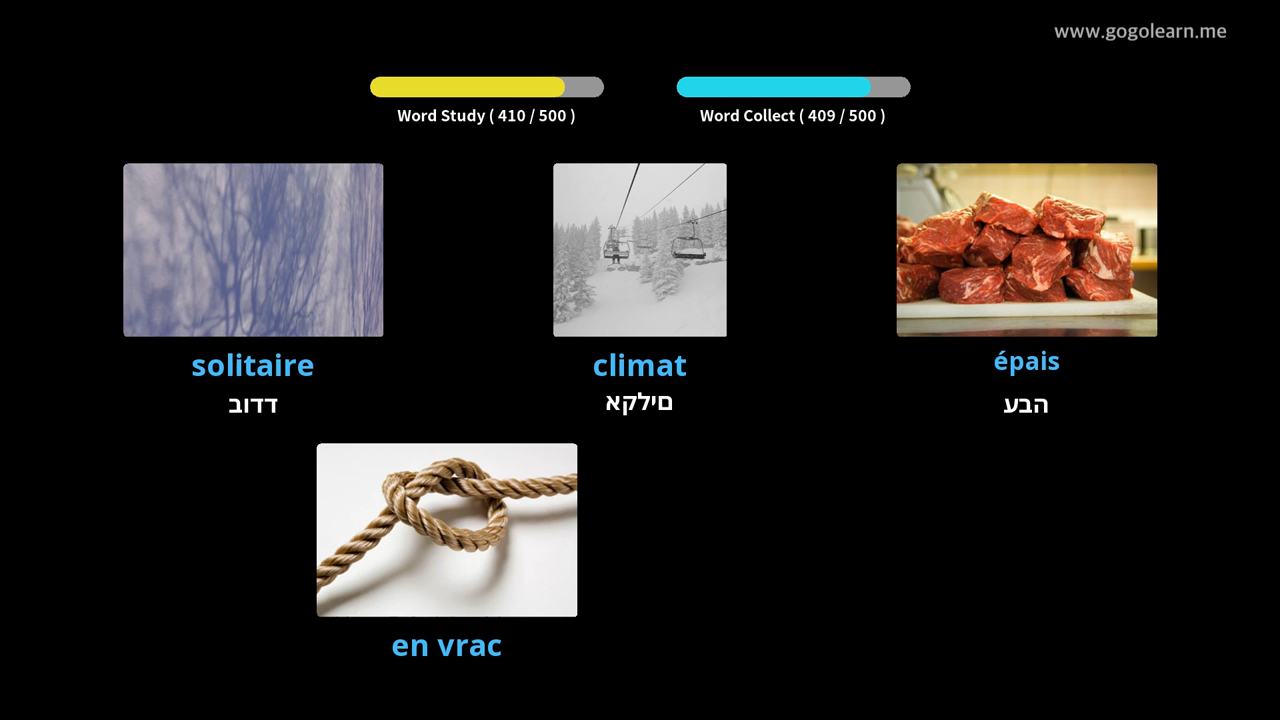 www.gogolearn.me
Word Study ( 410 / 500 )
Word Collect ( 409 / 500 )
solitaire
דדוב
climat
םילקא
épais
הבע
en vrac